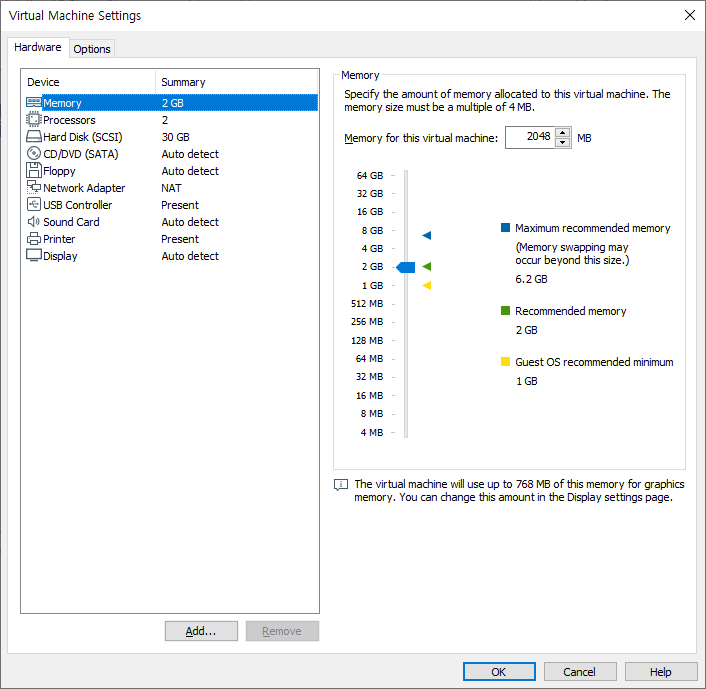 Virtual Machine Settings
Hardware
Options
Device Summary
Memory 2 GB
Processors 2
Hard Disk (SCSI) 30 GB
CD/DVD (SATA) Auto detect
Floppy Auto detect
Network Adapter NAT
USB Controller Present
Sound Card Auto detect
Printer Present
Display Auto detect
Add...
Remove
Memory
Specify the amount of memory allocated to this virtual machine. The
memory size must be a multiple of 4 MB.
Memory for this virtual machine: 2048 MB
64 GB
32 GB
16 GB
8 GB
4 GB
2 GB
1 GB
512 MB
256 MB
128 MB
64 MB
32 MB
16 MB
8 MB
4 MB
Maximum recommended memory
(Memory swapping may
occur beyond this size.)
6.2 GB
Recommended memory
2 GB
Guest OS recommended minimum
1 GB
The virtual machine will use up to 768 MB of this memory for graphics
memory. You can change this amount in the Display settings page.
OK
Cancel
Help